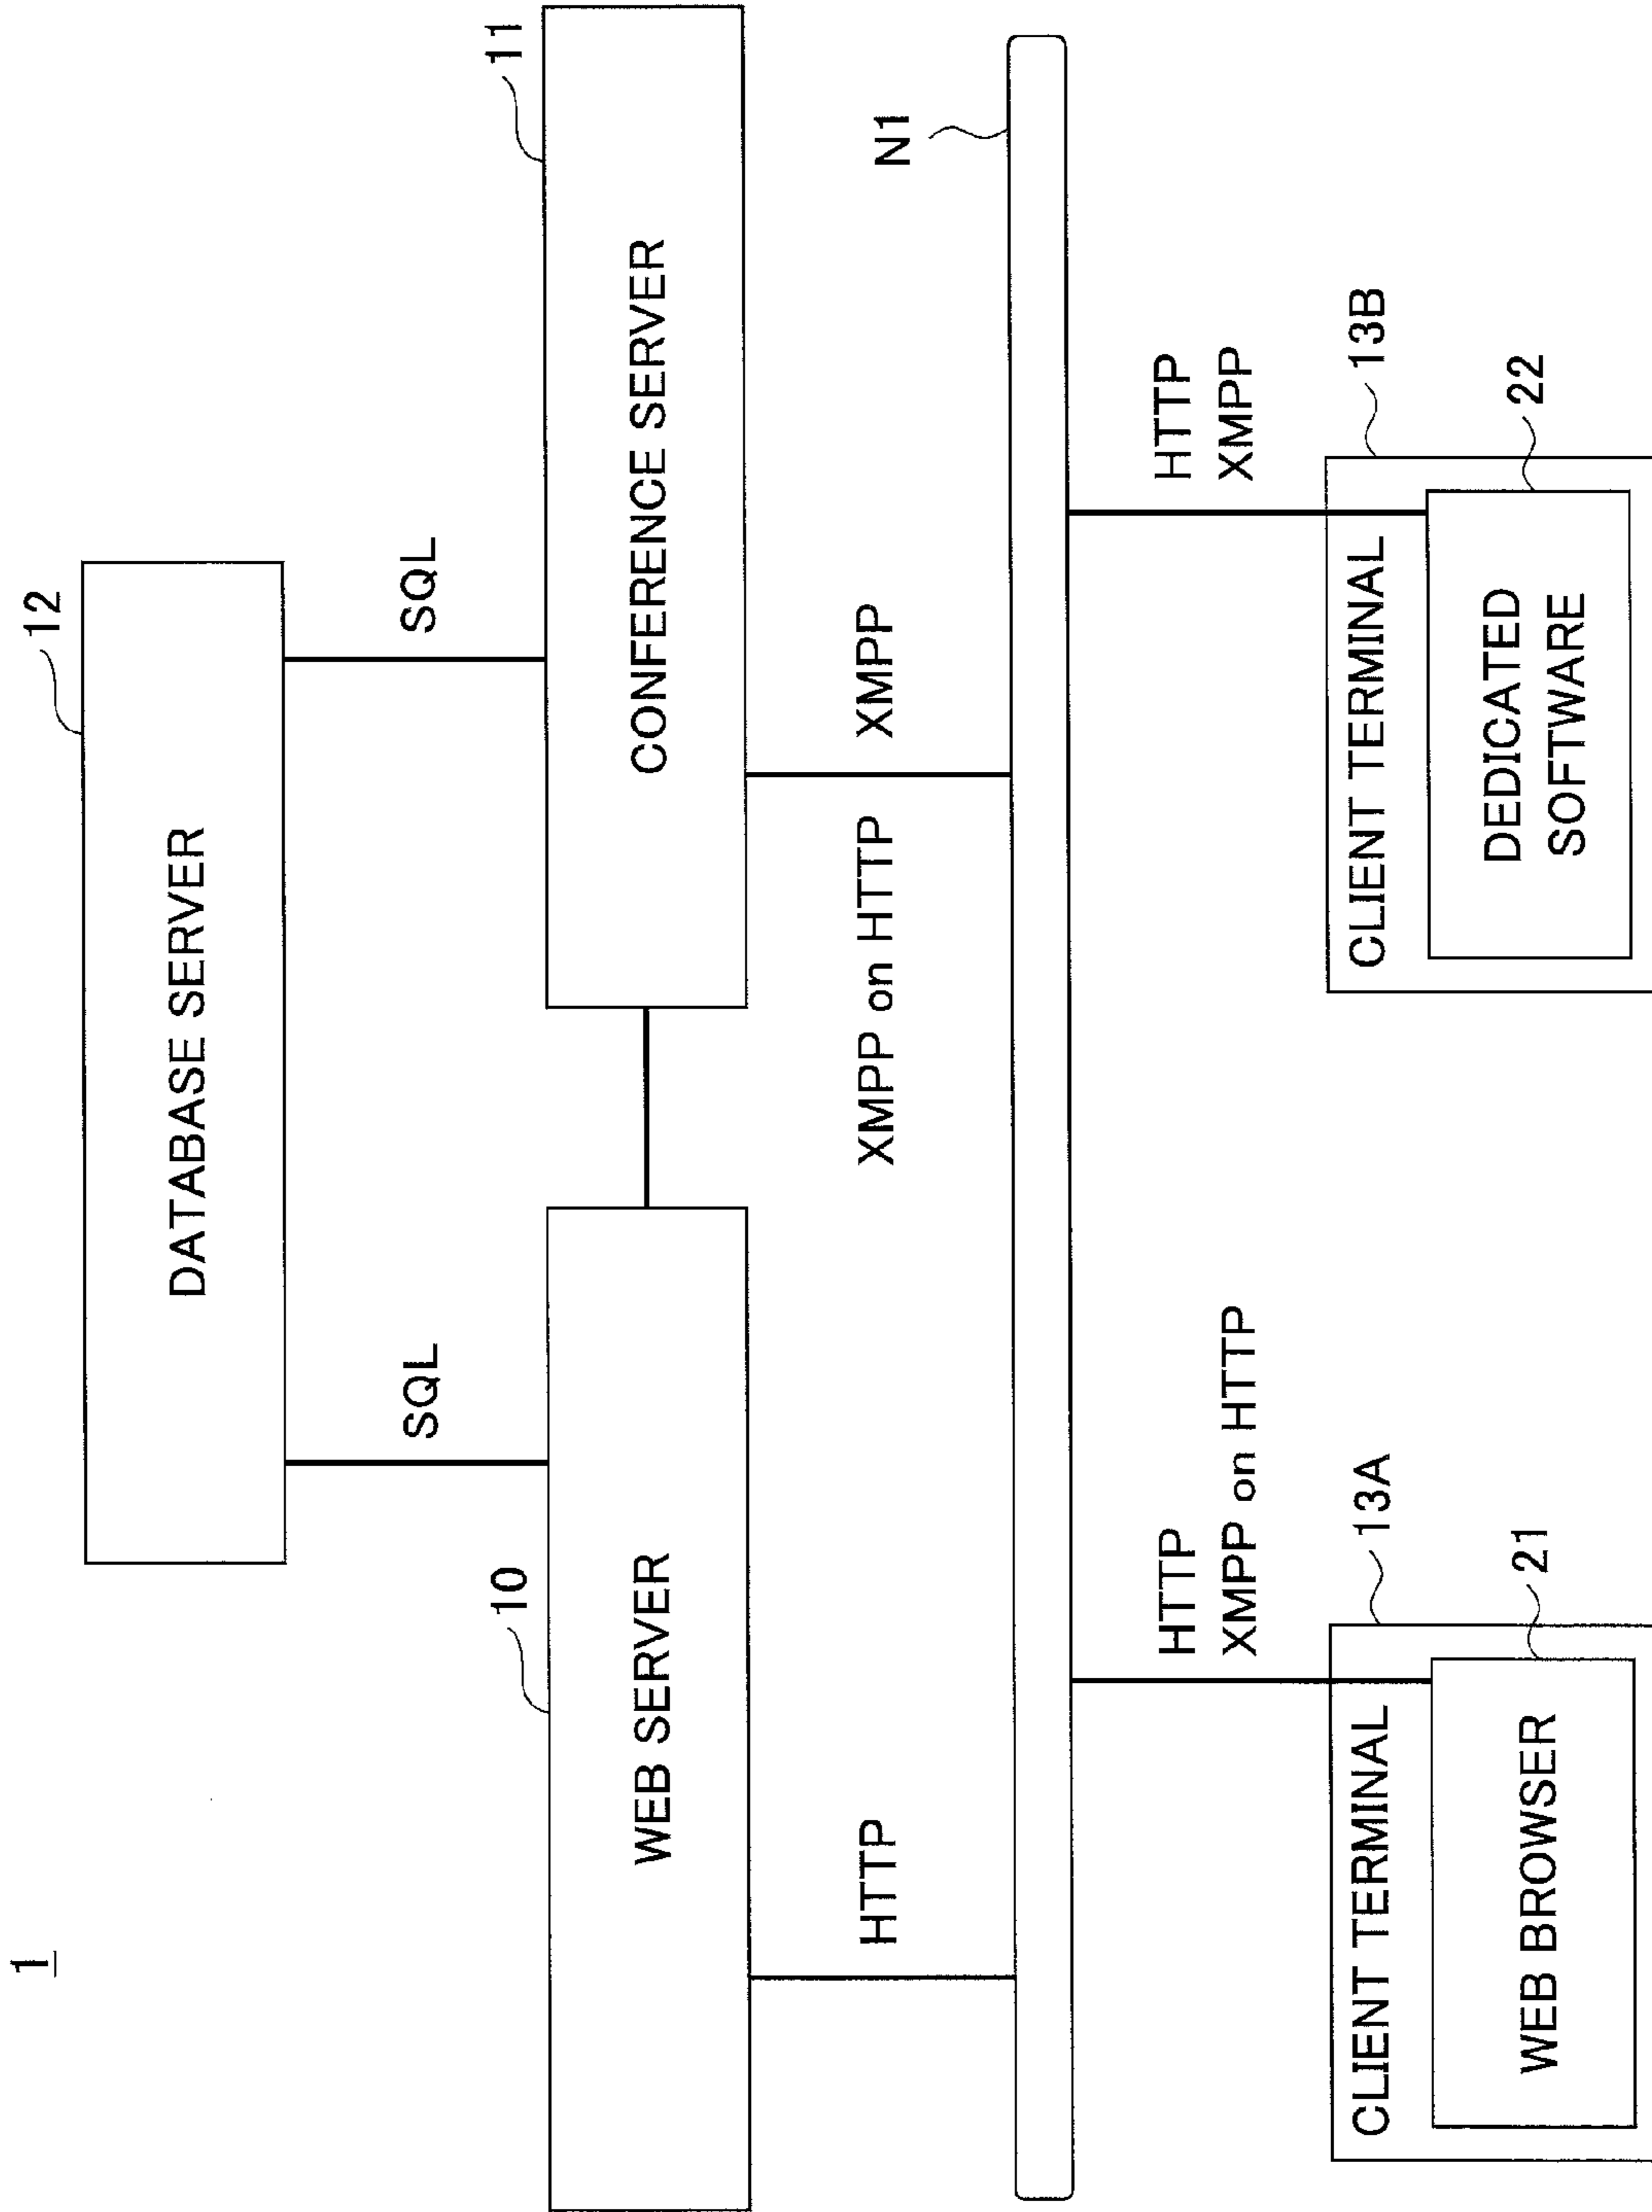 1
12
DATABASE SERVER
SQL
SQL
10
11
WEB SERVER
CONFERENCE SERVER
HTTP
XMPP on HTTP
XMPP
N1
HTTP
XMPP on HTTP
HTTP
XMPP
13A
13B
CLIENT TERMINAL
21
WEB BROWSER
CLIENT TERMINAL
22
DEDICATED
SOFTWARE